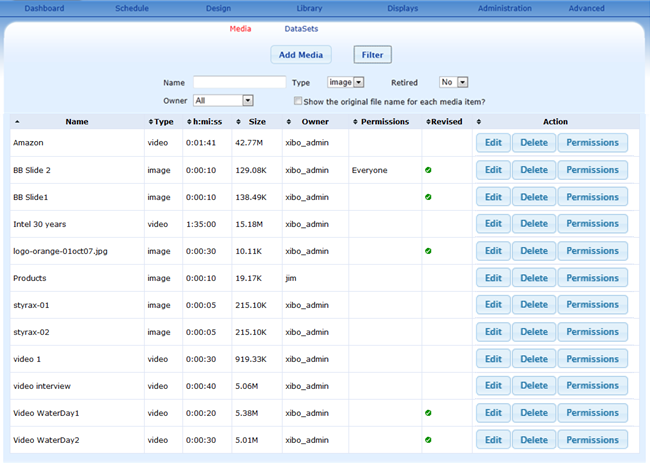 Dashboard Schedule Design Library Displays Administration Advanced
Media DataSets
Add Media Filter
Name Type image Retired No
Owner All Show the original file name for each media item?
Name Type h:mi:ss Size Owner Permissions Revised Action
Amazon video 0:01:41 42.77M xibo_admin Edit Delete Permissions
BB Slide 2 image 0:00:10 129.08K xibo_admin Everyone Edit Delete Permissions
BB Slide1 image 0:00:10 138.49K xibo_admin Edit Delete Permissions
Intel 30 years video 1:35:00 15.18M xibo_admin Edit Delete Permissions
logo-orange-01oct07.jpg image 0:00:30 10.11K xibo_admin Edit Delete Permissions
Products image 0:00:10 19.17K jim Edit Delete Permissions
styrax-01 image 0:00:05 215.10K xibo_admin Edit Delete Permissions
styrax-02 image 0:00:05 215.10K xibo_admin Edit Delete Permissions
video 1 video 0:00:30 919.33K xibo_admin Edit Delete Permissions
video interview video 0:00:40 5.06M xibo_admin Edit Delete Permissions
Video WaterDay1 video 0:00:20 5.38M xibo_admin Edit Delete Permissions
Video WaterDay2 video 0:00:30 5.01M xibo_admin Edit Delete Permissions